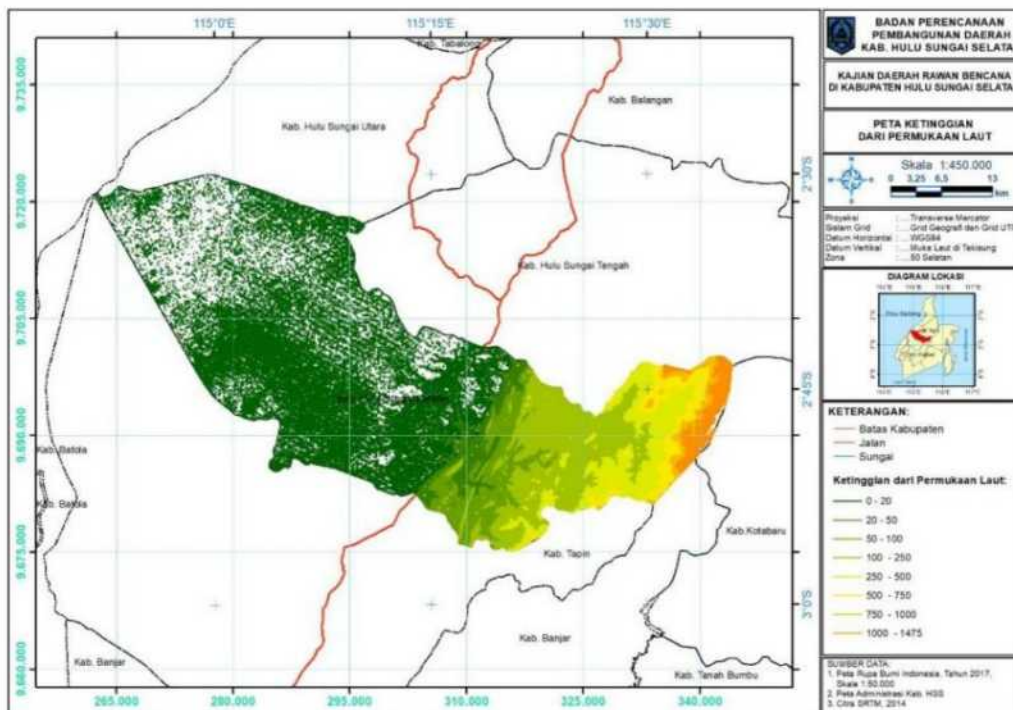 115°0'E 115°15'E 115°30'E
Kab. Tabalong
Kab. Balangan
Kab. Hulu Sungai Utara
Kab. Hulu Sungai Tengah
Kab. Batola
Kab. Batola
Kab. Kotabaru
Kab. Tapin
Kab. Banjar
Kab. Banjar
Kab. Tanah Bumbu
9.735.000
9.720.000
9.705.000
9.690.000
9.675.000
9.660.000
2°30'S
2°45'S
3°0'S
265.000 280.000 295.000 310.000 325.000 340.000
BADAN PERENCANAAN
PEMBANGUNAN DAERAH
KAB. HULU SUNGAI SELATA
KAJIAN DAERAH RAWAN BENCANA
DI KABUPATEN HULU SUNGAI SELATA
PETA KETINGGIAN
DARI PERMUKAAN LAUT
Skala 1:450.000
0 3,25 6,5 13
km
Proyeksi :....Transverse Mercator
Sistem Grid :....Grid Geografi dan Grid UT
Datum Horizontal :....WGS84
Datum Vertikal :....Muka Laut di
Zona :....50 Selatan
DIAGRAM LOKASI
KETERANGAN:
Batas Kabupaten
Jalan
Sungai
Ketinggian dari Permukaan Laut:
0 - 20
20 - 50
50 - 100
100 - 250
250 - 500
500 - 750
750 - 1000
1000 - 1475
SUMBER DATA:
1. Peta Rupa Bumi Indonesia, Tahun 2017,
Skala 1:50.000
2. Peta Administrasi Kab. HSS
3. Citra SRTM, 2014